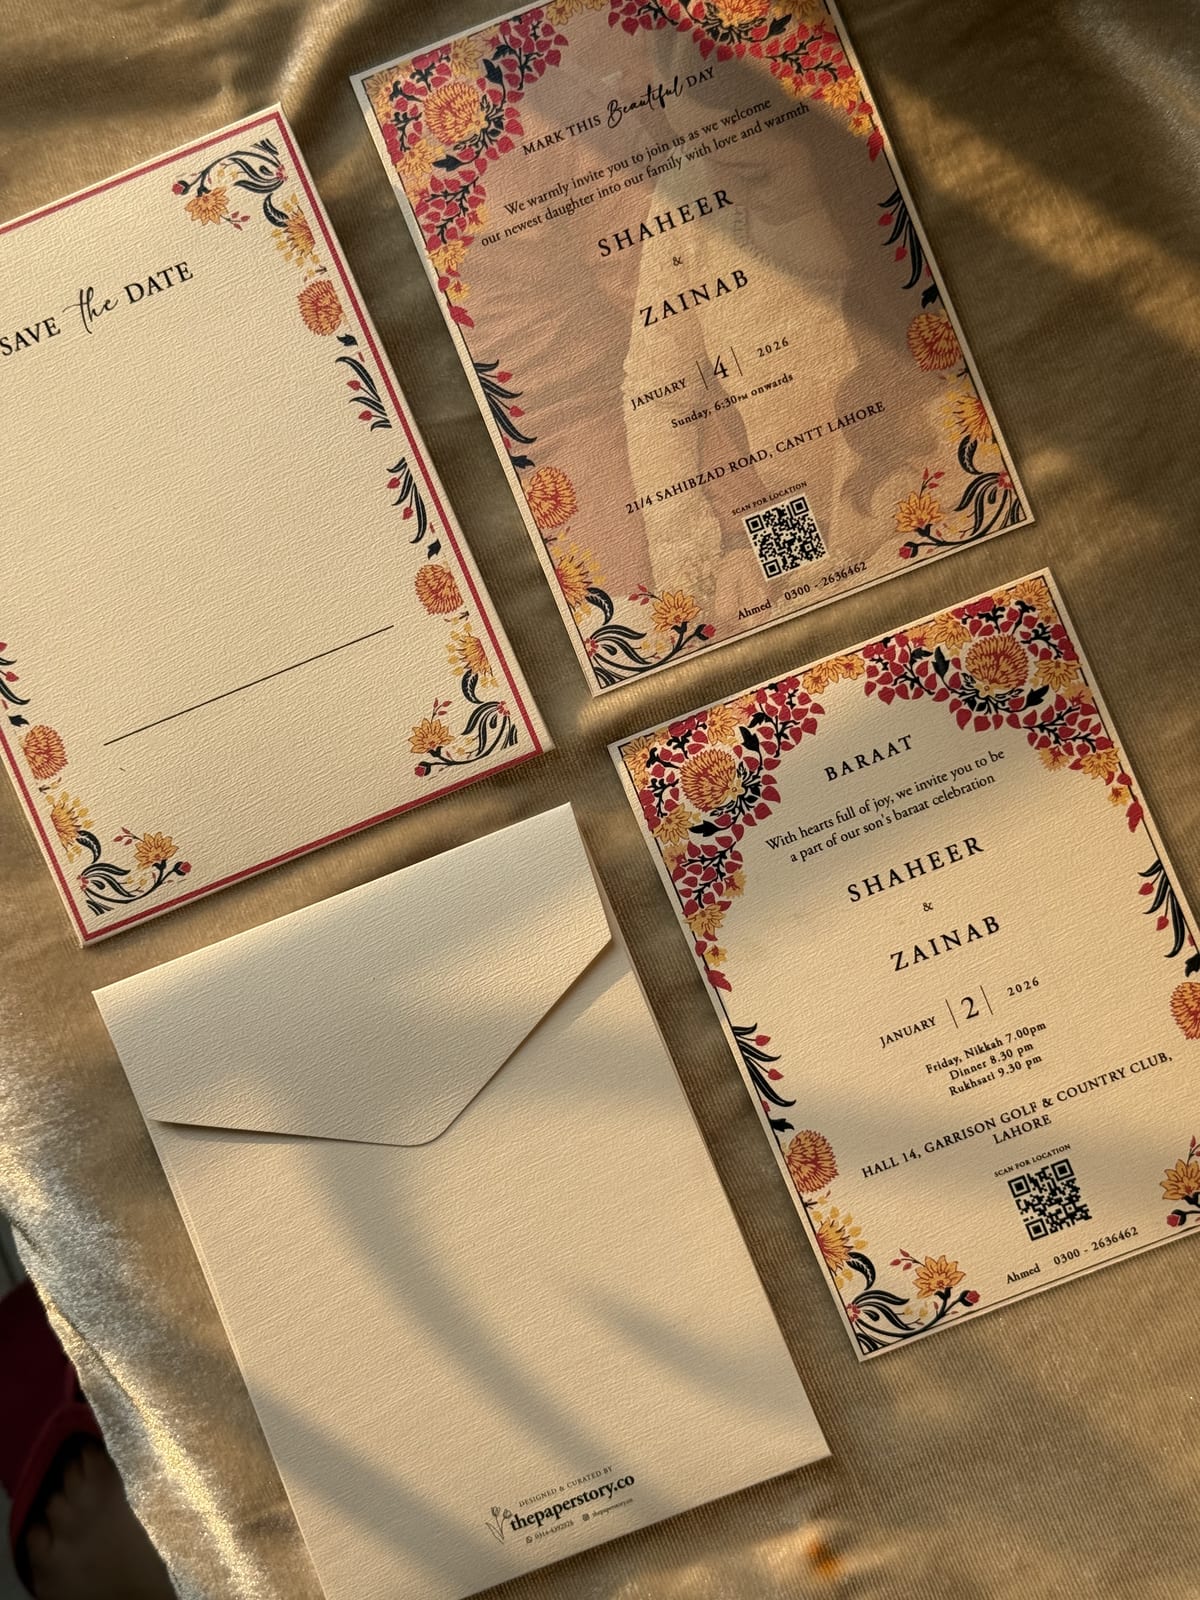 SAVE the DATE
MARK THIS Beautiful DAY
We warmly invite you to join us as we welcome
our newest daughter into our family with love and warmth
SHAHEER
&
ZAINAB
JANUARY | 4 | 2026
Sunday, 6:30PM onwards
21/4 SAHIBZAD ROAD, CANTT LAHORE
SCAN FOR LOCATION
Ahmed 0300 - 2636462
BARAAT
With hearts full of joy, we invite you to be
a part of our son's baraat celebration
SHAHEER
&
ZAINAB
JANUARY | 2 | 2026
Friday, Nikkah 7.00pm
Dinner 8.30 pm
Rukhsati 9.30 pm
HALL 14, GARRISON GOLF & COUNTRY CLUB,
LAHORE
SCAN FOR LOCATION
Ahmed 0300 - 2636462
DESIGNED & CURATED BY
thepaperstory.co
thepaperstory.co